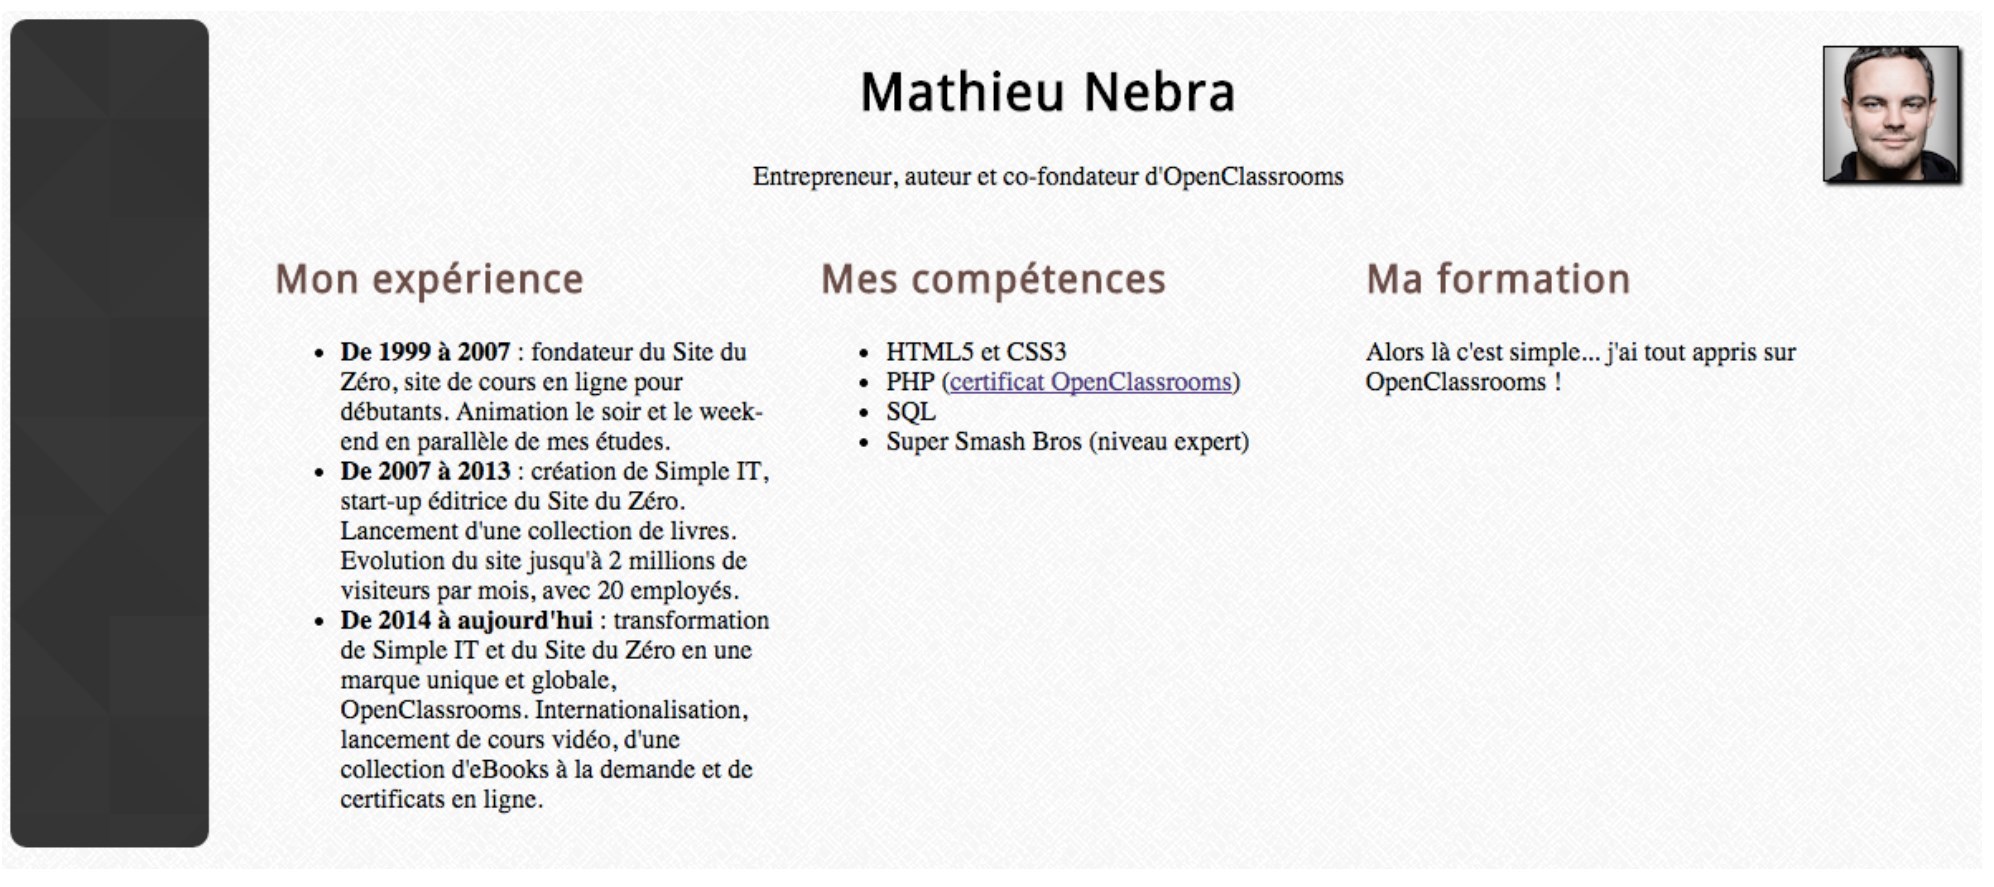 Mathieu Nebra
Entrepreneur, auteur et co-fondateur d'OpenClassrooms
Mon expérience
De 1999 à 2007 : fondateur du Site du
Zéro, site de cours en ligne pour
débutants. Animation le soir et le week-
end en parallèle de mes études.
De 2007 à 2013 : création de Simple IT,
start-up éditrice du Site du Zéro.
Lancement d'une collection de livres.
Evolution du site jusqu'à 2 millions de
visiteurs par mois, avec 20 employés.
De 2014 à aujourd'hui : transformation
de Simple IT et du Site du Zéro en une
marque unique et globale,
OpenClassrooms. Internationalisation,
lancement de cours vidéo, d'une
collection d'eBooks à la demande et de
certificats en ligne.
Mes compétences
HTML5 et CSS3
PHP (certificat OpenClassrooms)
SQL
Super Smash Bros (niveau expert)
Ma formation
Alors là c'est simple... j'ai tout appris sur
OpenClassrooms !